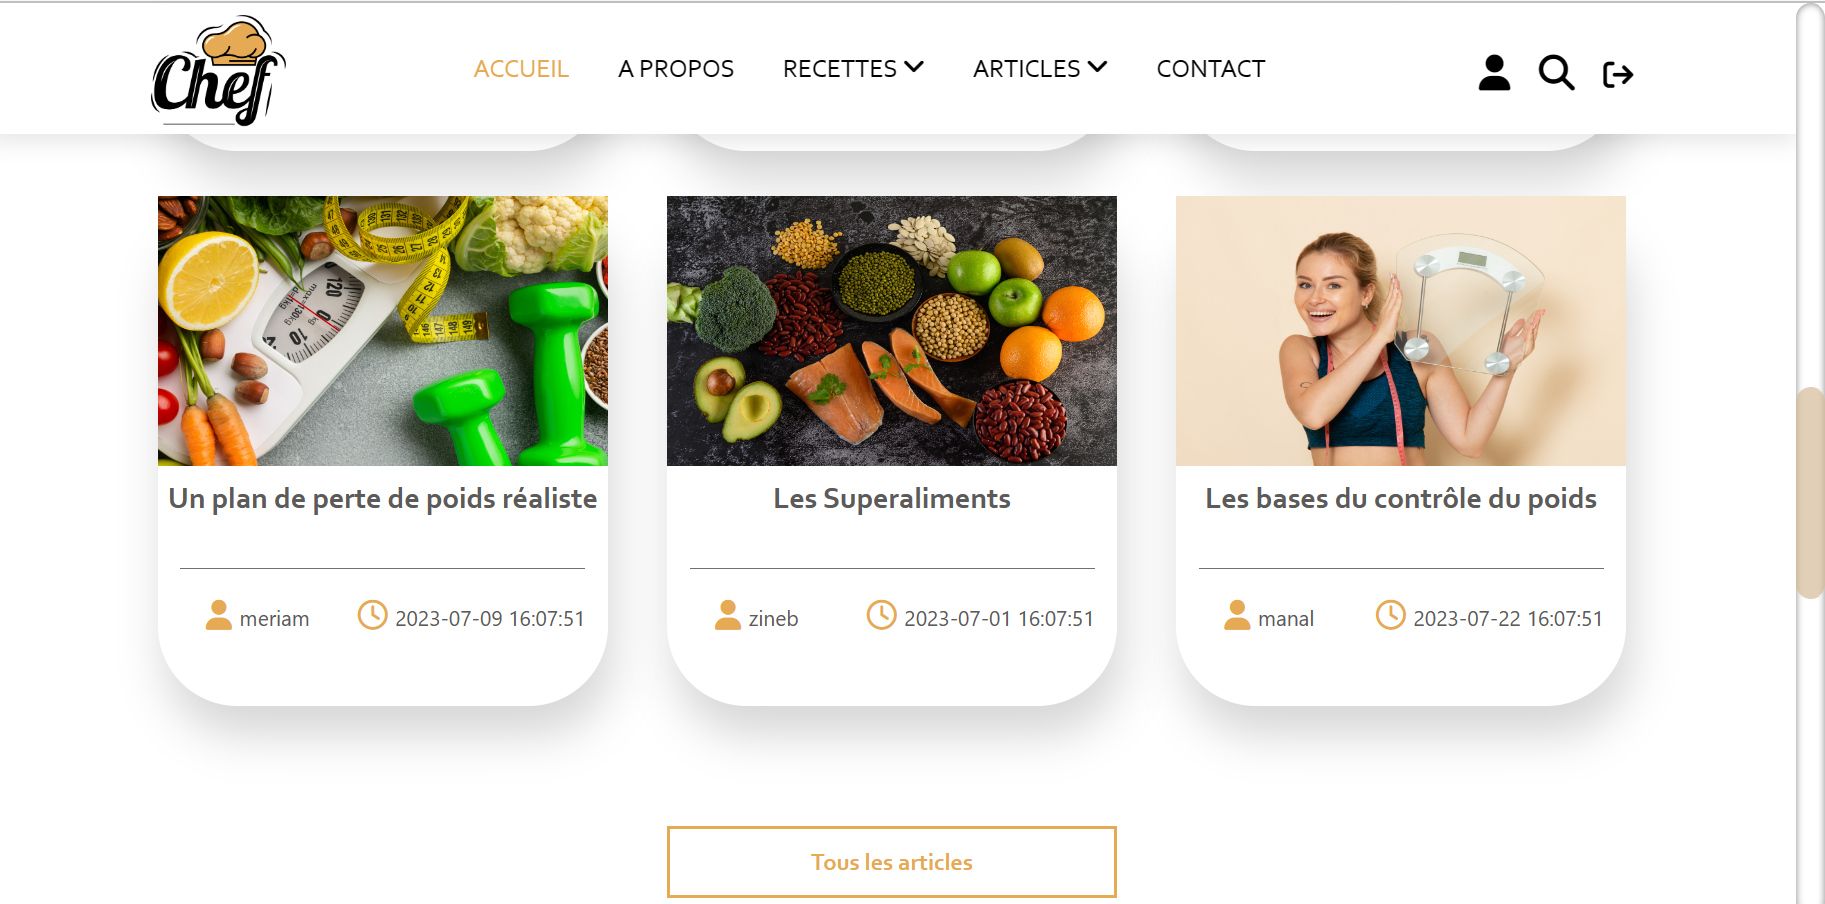 Chef
ACCUEIL A PROPOS RECETTES ARTICLES CONTACT
Un plan de perte de poids réaliste
meriam 2023-07-09 16:07:51
Les Superaliments
zineb 2023-07-01 16:07:51
Les bases du contrôle du poids
manal 2023-07-22 16:07:51
Tous les articles